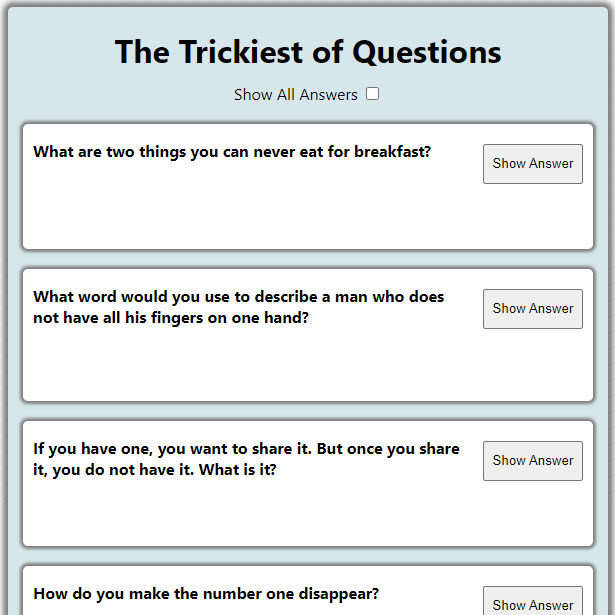 The Trickiest of Questions
Show All Answers
What are two things you can never eat for breakfast?
Show Answer
What word would you use to describe a man who does
not have all his fingers on one hand?
Show Answer
If you have one, you want to share it. But once you share
it, you do not have it. What is it?
Show Answer
How do you make the number one disappear?
Show Answer